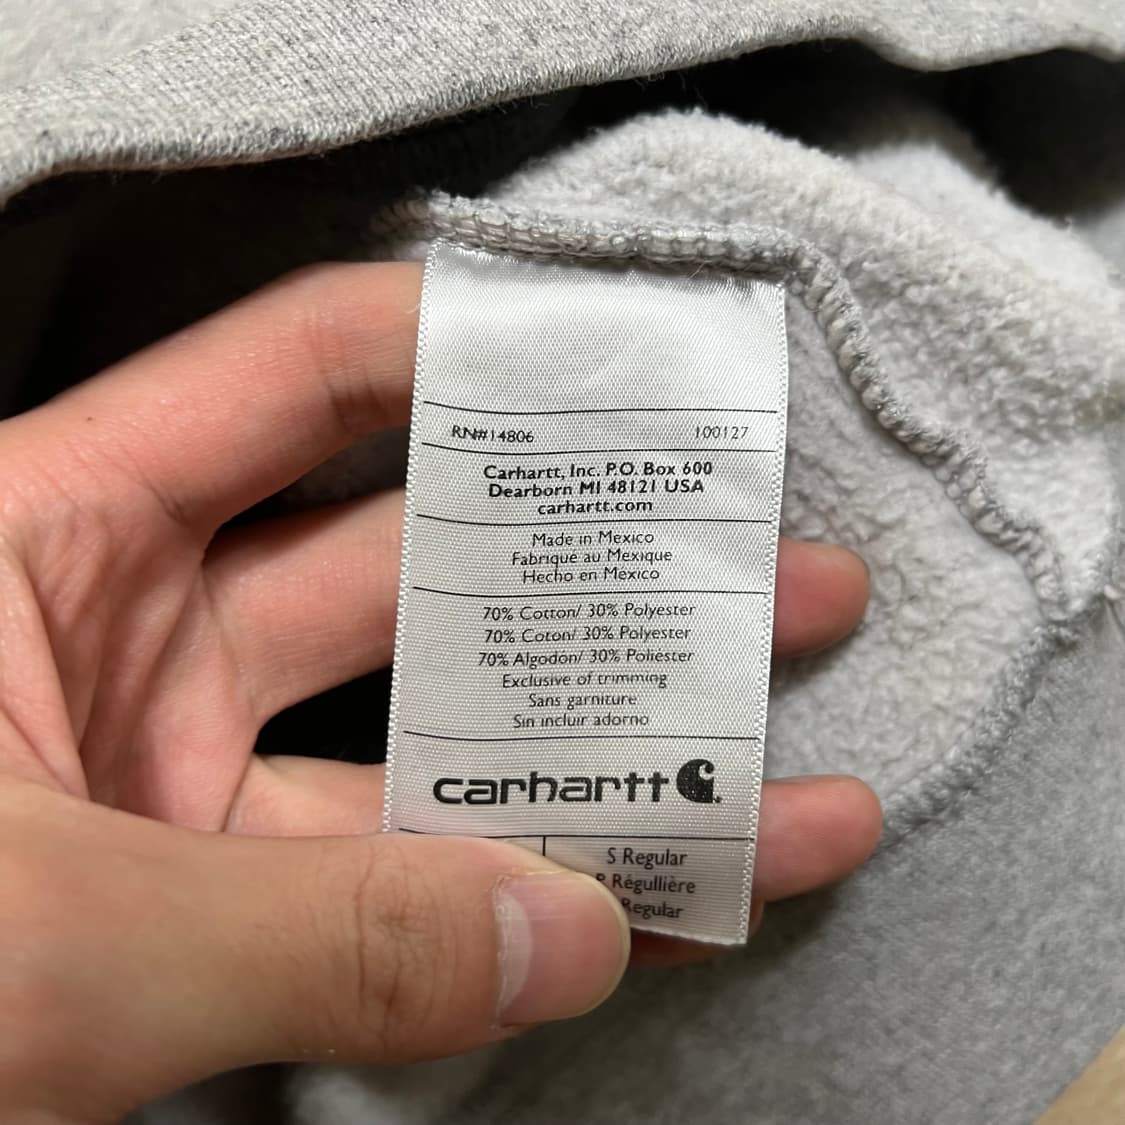 RN#14806 100127
Carhartt, Inc. P.O. Box 600
Dearborn MI 48121 USA
carhartt.com
Made in Mexico
Fabriqué au Mexique
Hecho en México
70% Cotton/ 30% Polyester
70% Coton/ 30% Polyester
70% Algodón/ 30% Poliéster
Exclusive of trimming
Sans garniture
Sin incluir adorno
carhartt
S Regular
P Régullière
Regular